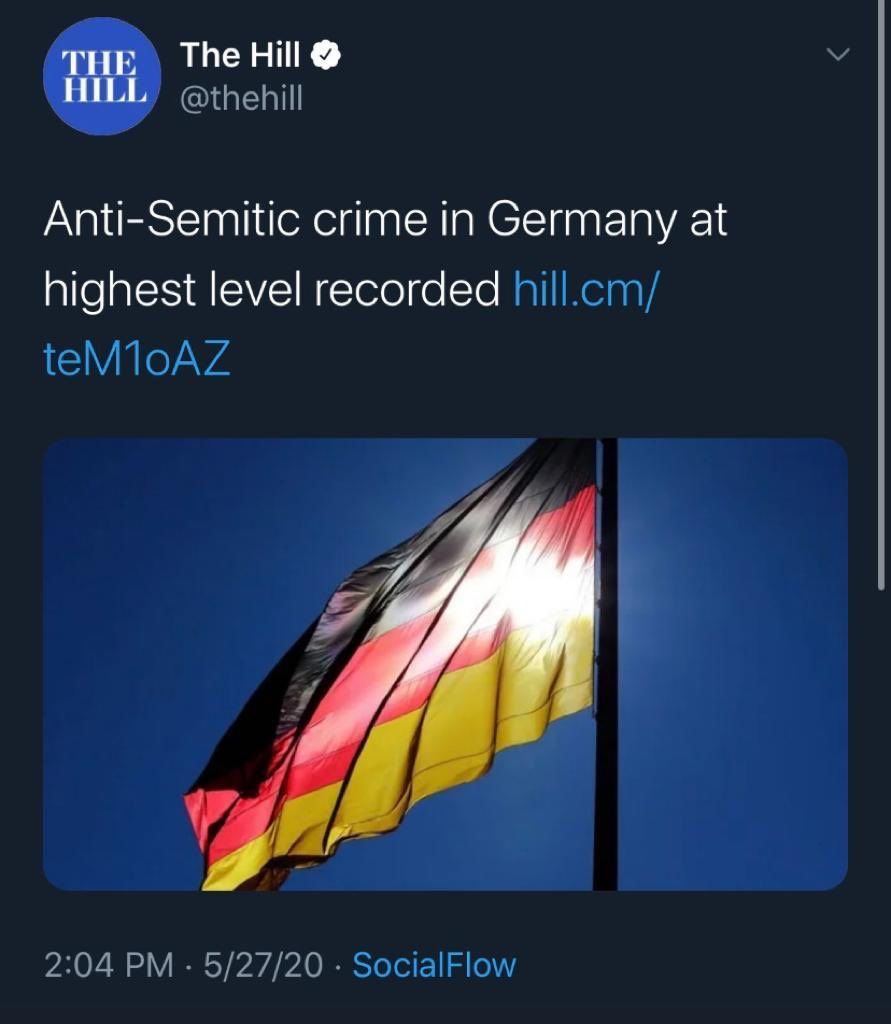 THE
HILL
The Hill
@thehill
Anti-Semitic crime in Germany at
highest level recorded hill.cm/
teM1oAZ
2:04 PM · 5/27/20 · SocialFlow